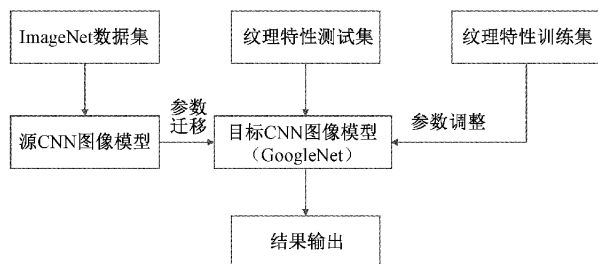 ImageNet数据集
纹理特性测试集
纹理特性训练集
参数
迁移
参数调整
源CNN图像模型
目标CNN图像模型
（GoogleNet）
结果输出